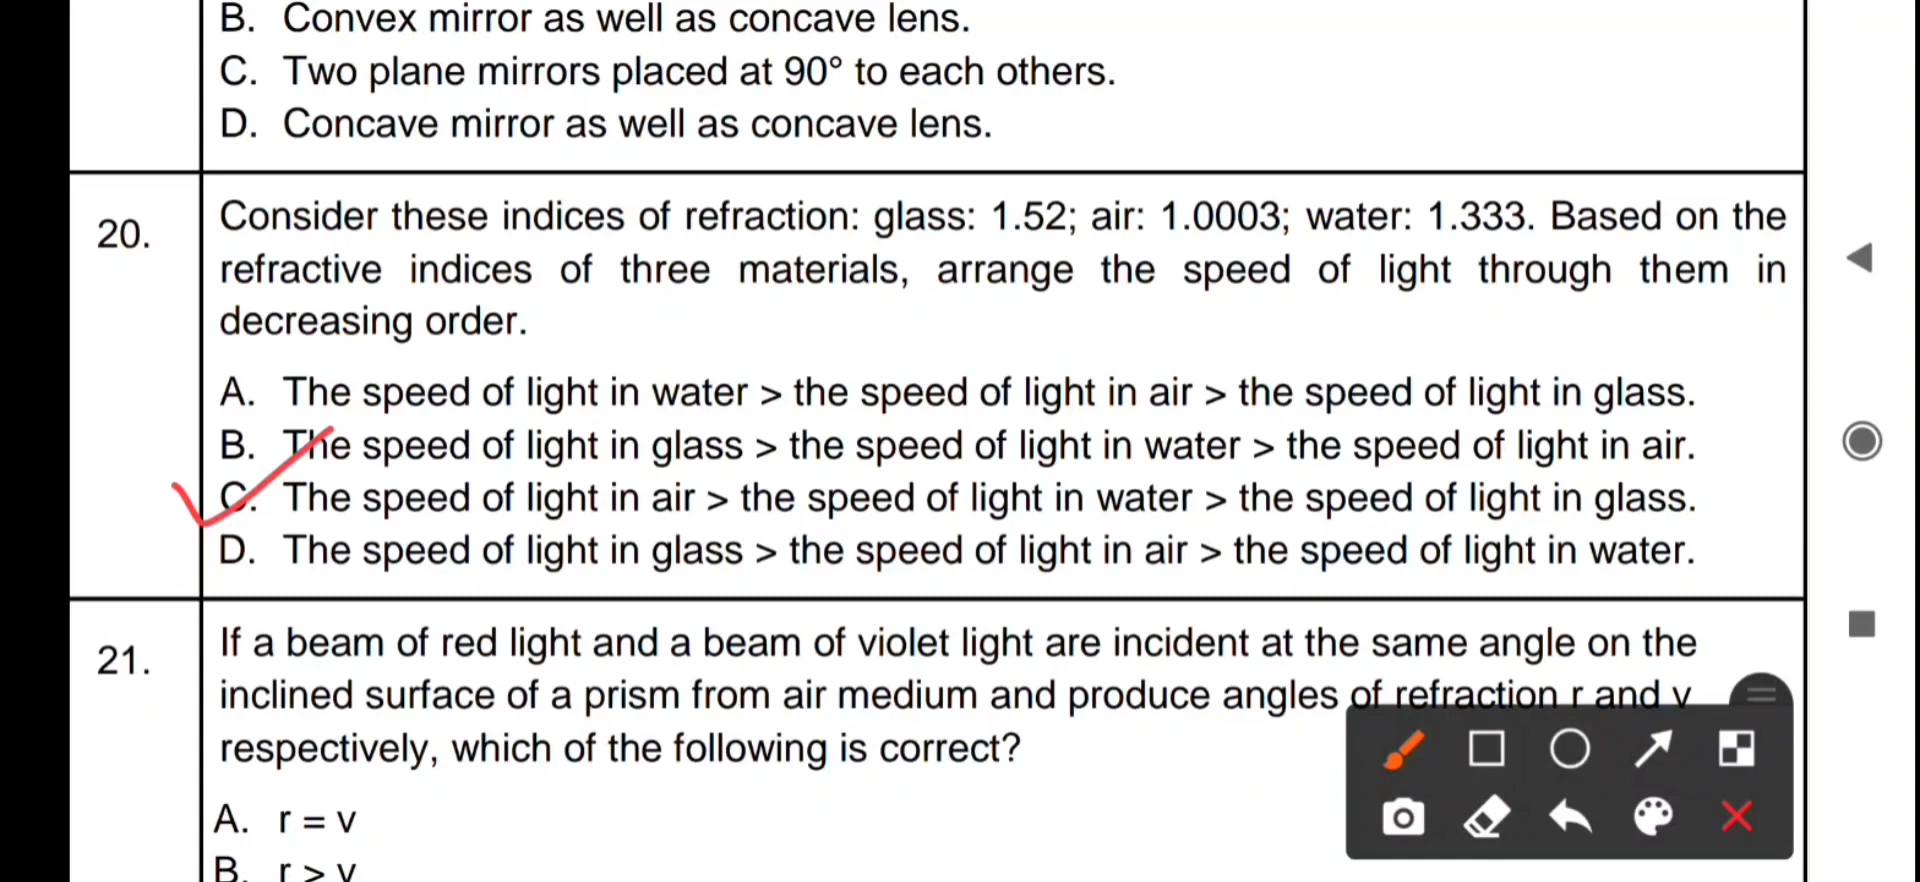 B. Convex mirror as well as concave lens.
C. Two plane mirrors placed at 90° to each others.
D. Concave mirror as well as concave lens.
20.
Consider these indices of refraction: glass: 1.52; air: 1.0003; water: 1.333. Based on the
refractive indices of three materials, arrange the speed of light through them in
decreasing order.
A. The speed of light in water > the speed of light in air > the speed of light in glass.
B. The speed of light in glass > the speed of light in water > the speed of light in air.
C. The speed of light in air > the speed of light in water > the speed of light in glass.
D. The speed of light in glass > the speed of light in air > the speed of light in water.
21.
If a beam of red light and a beam of violet light are incident at the same angle on the
inclined surface of a prism from air medium and produce angles of refraction r and v
respectively, which of the following is correct?
A. r = v
B. r > v